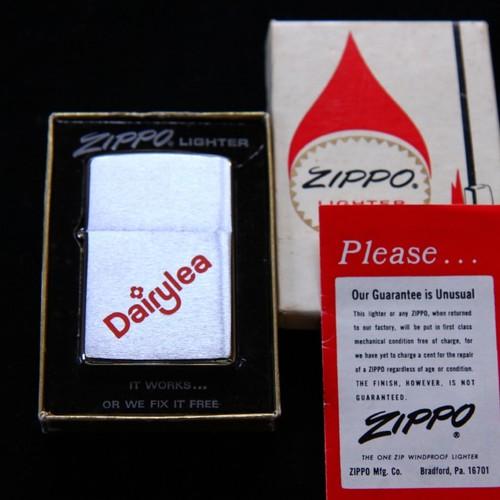 ZIPPO® LIGHTER
Dairylea
IT WORKS...
OR WE FIX IT FREE
ZIPPO®
LIGHTER
Please...
Our Guarantee is Unusual
This lighter or any ZIPPO, when returned
to our factory, will be put in first class
mechanical condition free of charge, for
we have yet to charge a cent for the repair
of a ZIPPO regardless of age or condition.
THE FINISH, HOWEVER, IS NOT
GUARANTEED.
ZIPPO®
THE ONE ZIP WINDPROOF LIGHTER
ZIPPO Mfg. Co. Bradford, Pa. 16701